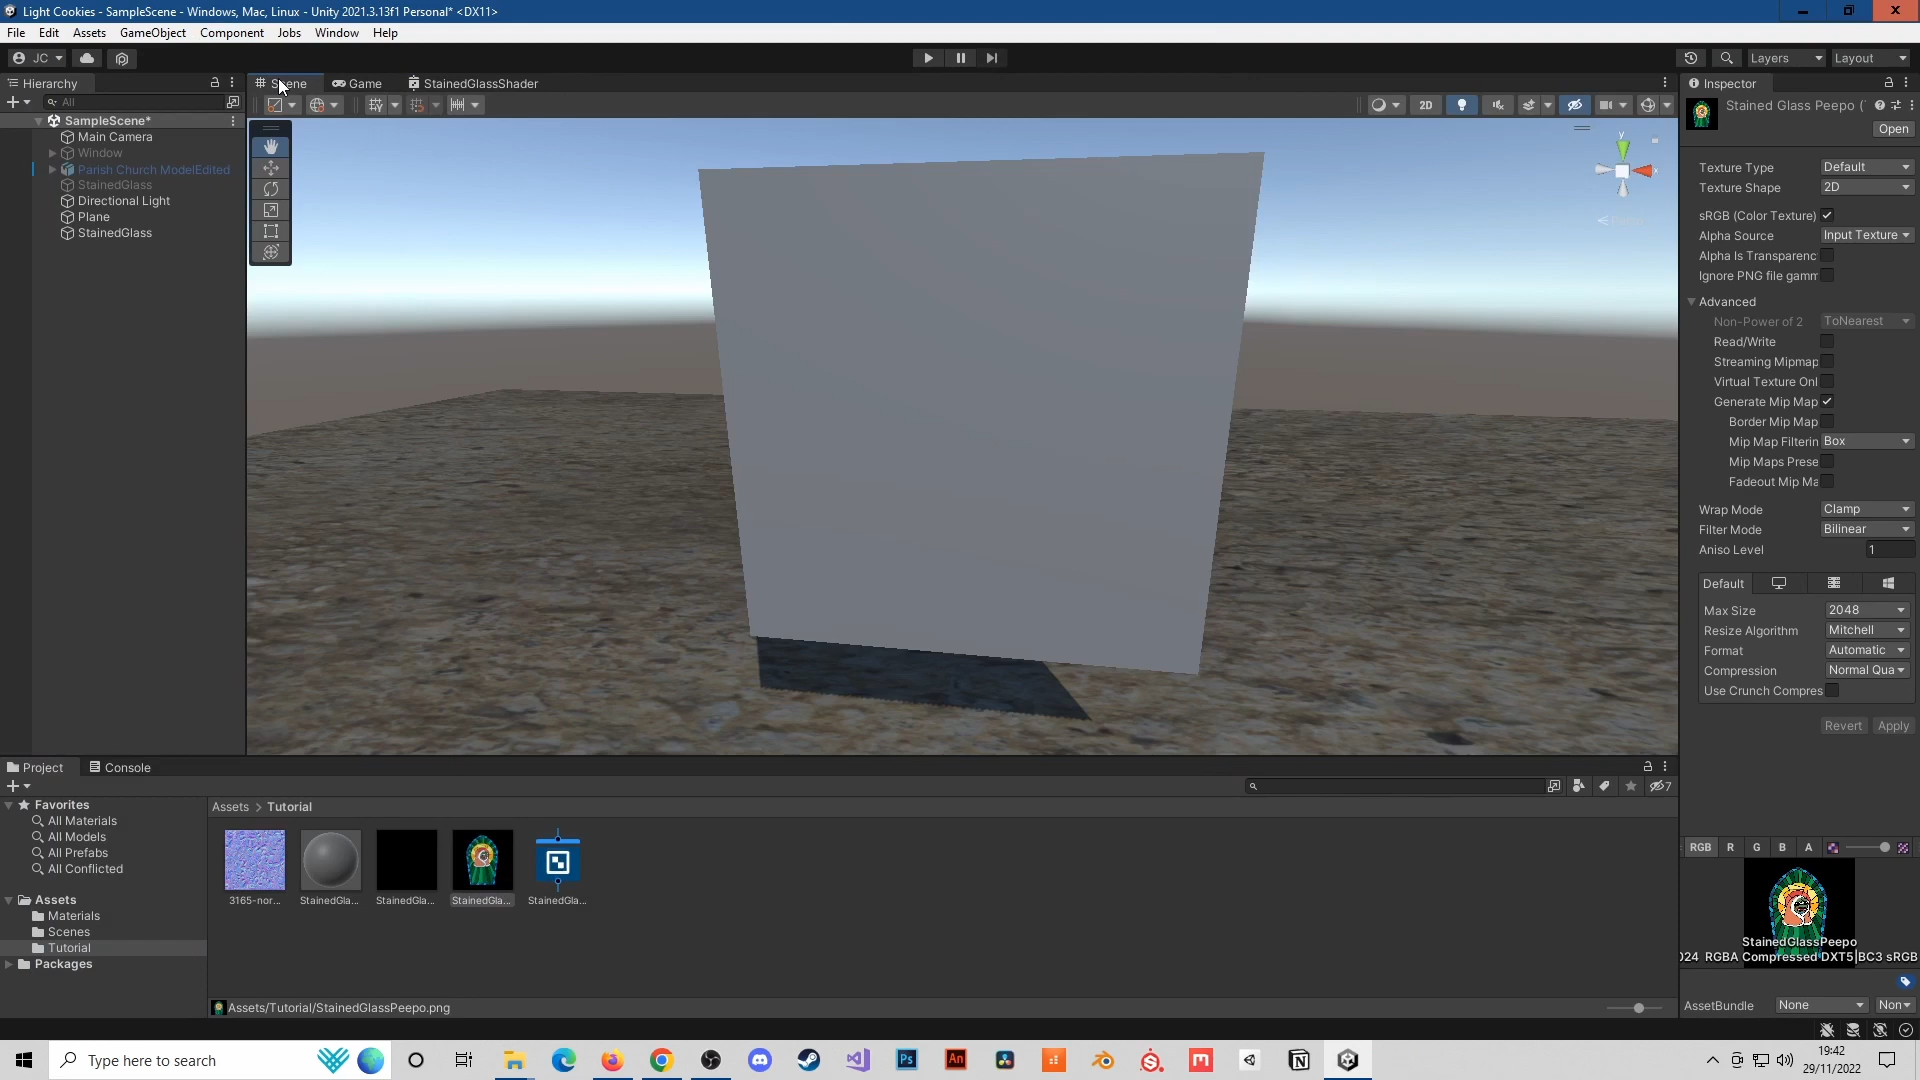 Light Cookies - SampleScene - Windows, Mac, Linux - Unity 2021.3.13f1 Personal* <DX11>
File Edit Assets GameObject Component Jobs Window Help
JC Layers Layout
Hierarchy Scene Game StainedGlassShader Inspector
All 2D Stained Glass Peepo (
Open
SampleScene*
Main Camera
Window
Parish Church ModelEdited
StainedGlass
Directional Light
Plane
StainedGlass
y
x
Texture Type Default
Texture Shape 2D
sRGB (Color Texture)
Alpha Source Input Texture
Alpha Is Transparenc
Ignore PNG file gamm
Advanced
Non-Power of 2 ToNearest
Read/Write
Streaming Mipmap
Virtual Texture Onl
Generate Mip Map
Border Mip Map
Mip Map Filterin Box
Mip Maps Prese
Fadeout Mip Ma
Wrap Mode Clamp
Filter Mode Bilinear
Aniso Level 1
Default
Max Size 2048
Resize Algorithm Mitchell
Format Automatic
Compression Normal Qua
Use Crunch Compres
Revert Apply
Project Console
7
Favorites
All Materials
All Models
All Prefabs
All Conflicted
Assets
Materials
Scenes
Tutorial
Packages
Assets > Tutorial
3165-nor... StainedGla... StainedGla... StainedGla... StainedGla...
Assets/Tutorial/StainedGlassPeepo.png
RGB R G B A
StainedGlassPeepo
024 RGBA Compressed DXT5|BC3 sRGB
AssetBundle None Non
Type here to search
Ps An
19:42
29/11/2022